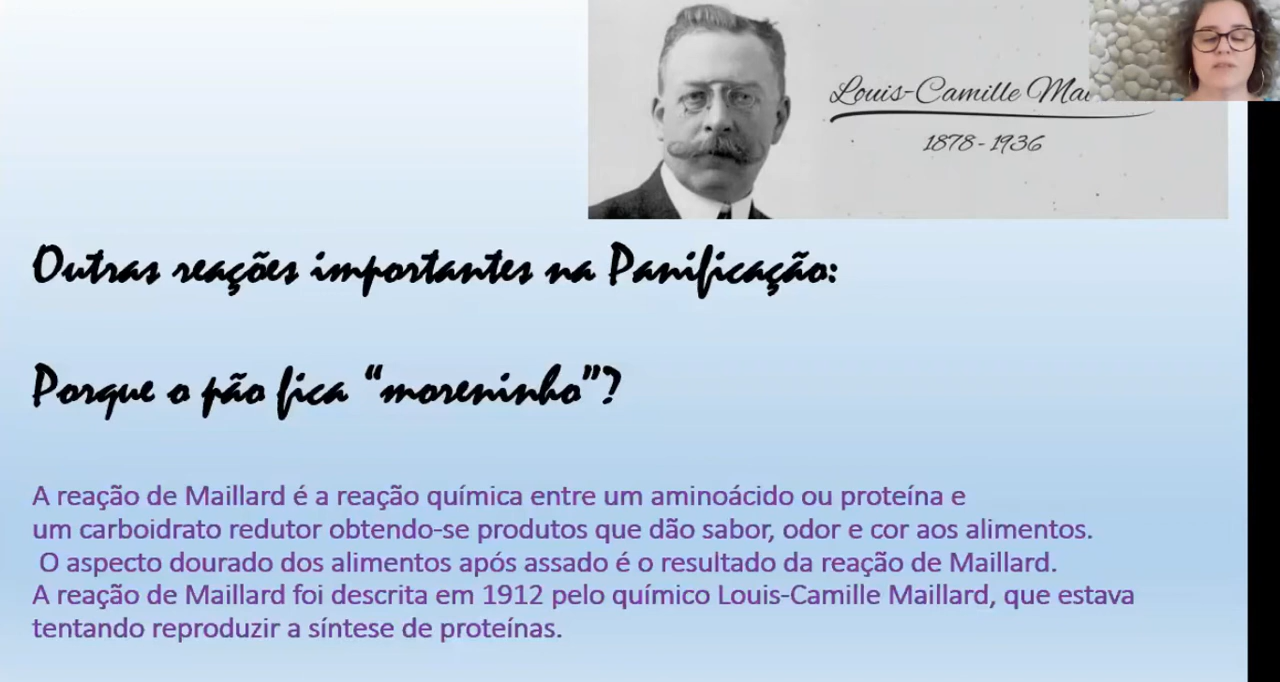 Louis-Camille
1878 - 1936
Outras reações importantes na Panificação:
Porque o pão fica “moreninho”?
A reação de Maillard é a reação química entre um aminoácido ou proteína e
um carboidrato redutor obtendo-se produtos que dão sabor, odor e cor aos alimentos.
O aspecto dourado dos alimentos após assado é o resultado da reação de Maillard.
A reação de Maillard foi descrita em 1912 pelo químico Louis-Camille Maillard, que estava
tentando reproduzir a síntese de proteínas.